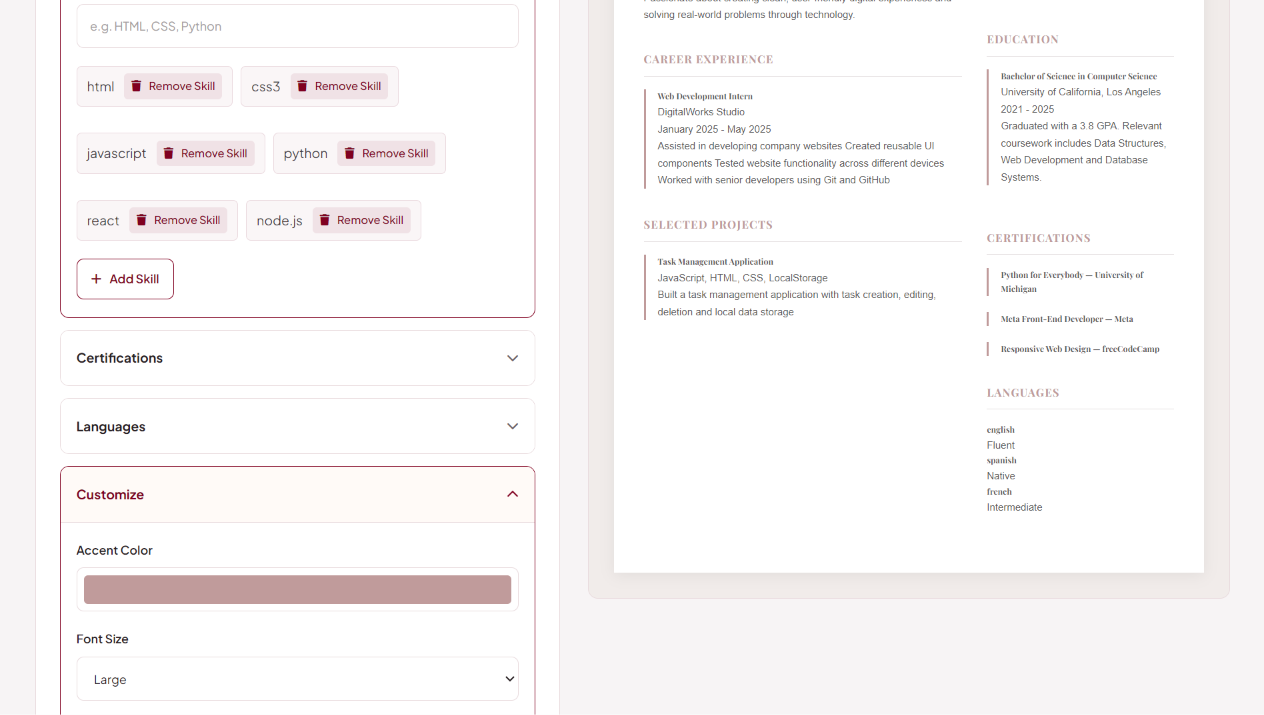 e.g. HTML, CSS, Python
html Remove Skill css3 Remove Skill
javascript Remove Skill python Remove Skill
react Remove Skill node.js Remove Skill
+ Add Skill
Certifications
Languages
Customize
Accent Color
Font Size
Large
solving real-world problems through technology.
CAREER EXPERIENCE
Web Development Intern
DigitalWorks Studio
January 2025 - May 2025
Assisted in developing company websites Created reusable UI
components Tested website functionality across different devices
Worked with senior developers using Git and GitHub
SELECTED PROJECTS
Task Management Application
JavaScript, HTML, CSS, LocalStorage
Built a task management application with task creation, editing,
deletion and local data storage
EDUCATION
Bachelor of Science in Computer Science
University of California, Los Angeles
2021 - 2025
Graduated with a 3.8 GPA. Relevant
coursework includes Data Structures,
Web Development and Database
Systems.
CERTIFICATIONS
Python for Everybody — University of
Michigan
Meta Front-End Developer — Meta
Responsive Web Design — freeCodeCamp
LANGUAGES
english
Fluent
spanish
Native
french
Intermediate